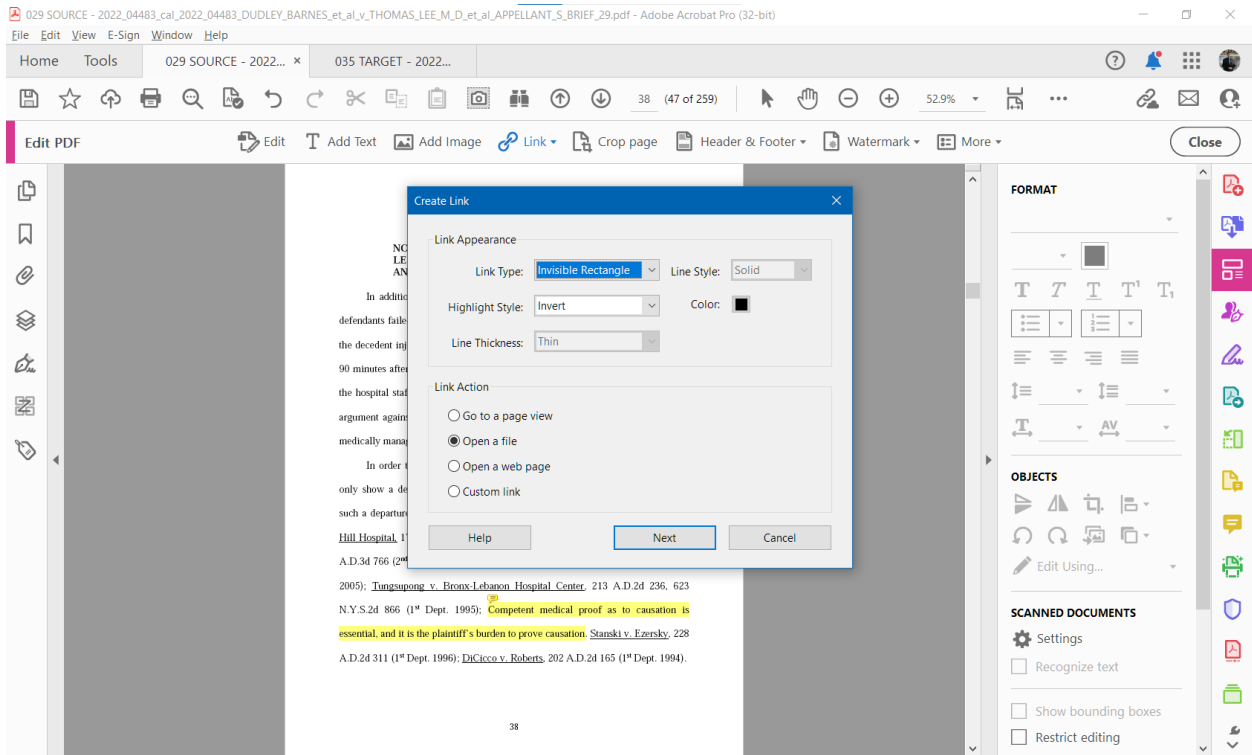 029 SOURCE - 2022_04483_cal_2022_04483_DUDLEY_BARNES_et_al_v_THOMAS_LEE_M_D_et_al_APPELLANT_S_BRIEF_29.pdf - Adobe Acrobat Pro (32-bit)
File Edit View E-Sign Window Help
Home Tools 029 SOURCE - 2022... × 035 TARGET - 2022...
38 (47 of 259) 52.9%
Edit PDF Edit Add Text Add Image Link Crop page Header & Footer Watermark More Close
Create Link
Link Appearance
Link Type: Invisible Rectangle Line Style: Solid
Highlight Style: Invert Color:
Line Thickness: Thin
Link Action
Go to a page view
Open a file
Open a web page
Custom link
Help Next Cancel
NO
LE
AN
In additio
defendants faile
the decedent inj
90 minutes after
the hospital staf
argument agains
medically manag
In order t
only show a de
such a departure
Hill Hospital, 1
A.D.3d 766 (2nd
2005); Tungsupong v. Bronx-Lebanon Hospital Center, 213 A.D.2d 236, 623
N.Y.S.2d 866 (1st Dept. 1995); Competent medical proof as to causation is
essential, and it is the plaintiff's burden to prove causation. Stanski v. Ezersky, 228
A.D.2d 311 (1st Dept. 1996); DiCicco v. Roberts, 202 A.D.2d 165 (1st Dept. 1994).
38
FORMAT
OBJECTS
Edit Using...
SCANNED DOCUMENTS
Settings
Recognize text
Show bounding boxes
Restrict editing